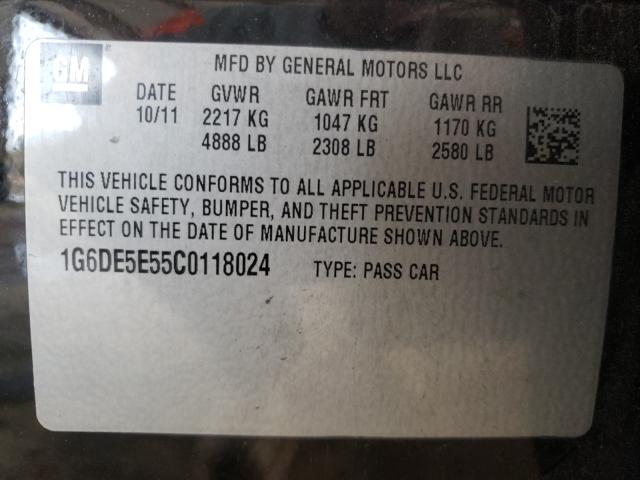 GM
MFD BY GENERAL MOTORS LLC
DATE GVWR GAWR FRT GAWR RR
10/11 2217 KG 1047 KG 1170 KG
4888 LB 2308 LB 2580 LB
THIS VEHICLE CONFORMS TO ALL APPLICABLE U.S. FEDERAL MOTOR
VEHICLE SAFETY, BUMPER, AND THEFT PREVENTION STANDARDS IN
EFFECT ON THE DATE OF MANUFACTURE SHOWN ABOVE.
1G6DE5E55C0118024 TYPE: PASS CAR